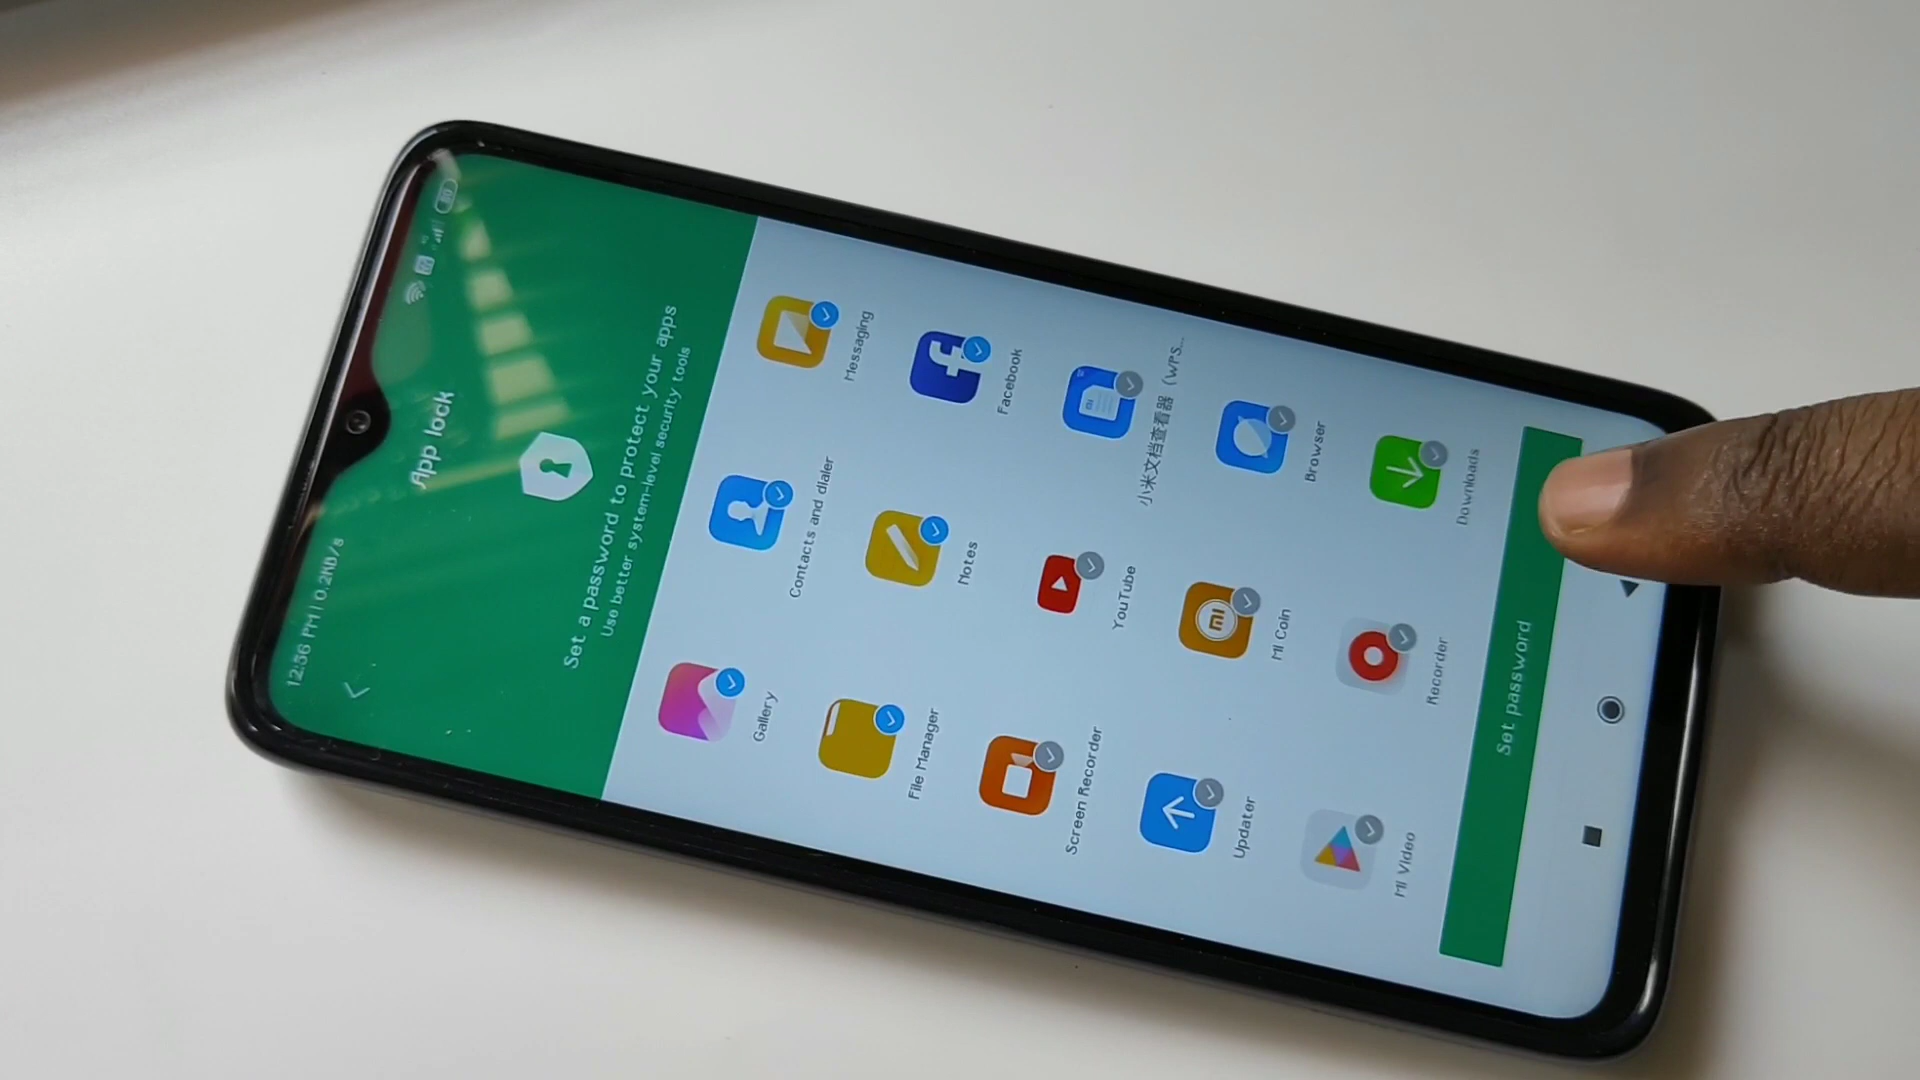 12:56 PM | 0.2KB/s
App lock
Set a password to protect your apps
Use better system-level security tools
Gallery
Contacts and dialer
Messaging
File Manager
Notes
Facebook
Screen Recorder
YouTube
小米文档查看器 (WPS...
Updater
MI Coin
Browser
MI Video
Recorder
Downloads
Set password